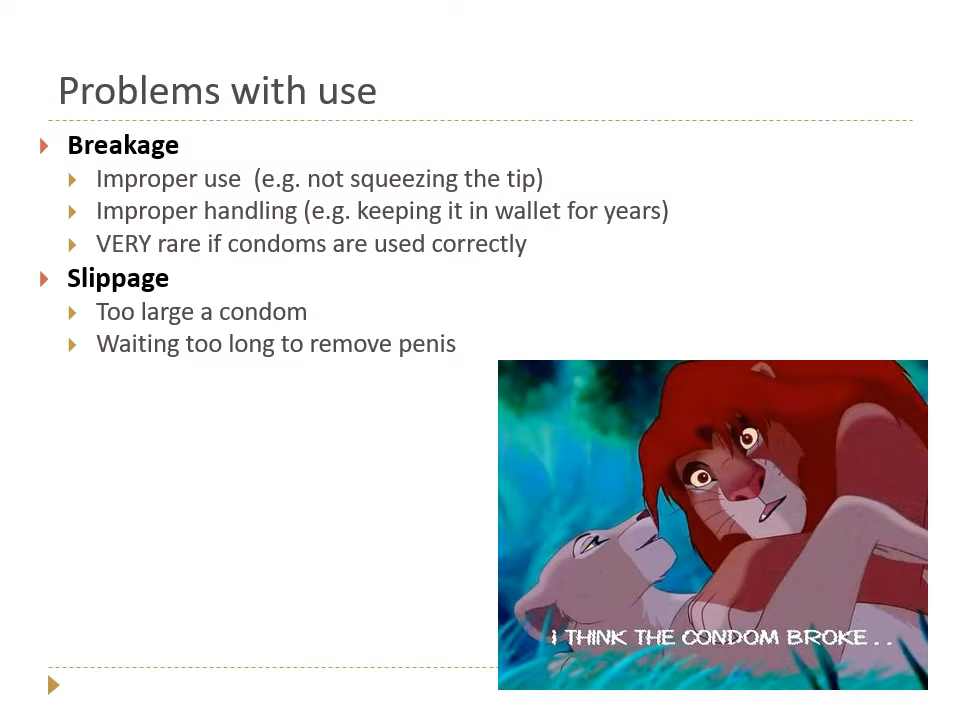 Problems with use
Breakage
Improper use  (e.g. not squeezing the tip)
Improper handling (e.g. keeping it in wallet for years)
VERY rare if condoms are used correctly
Slippage
Too large a condom
Waiting too long to remove penis
I THINK THE CONDOM BROKE..